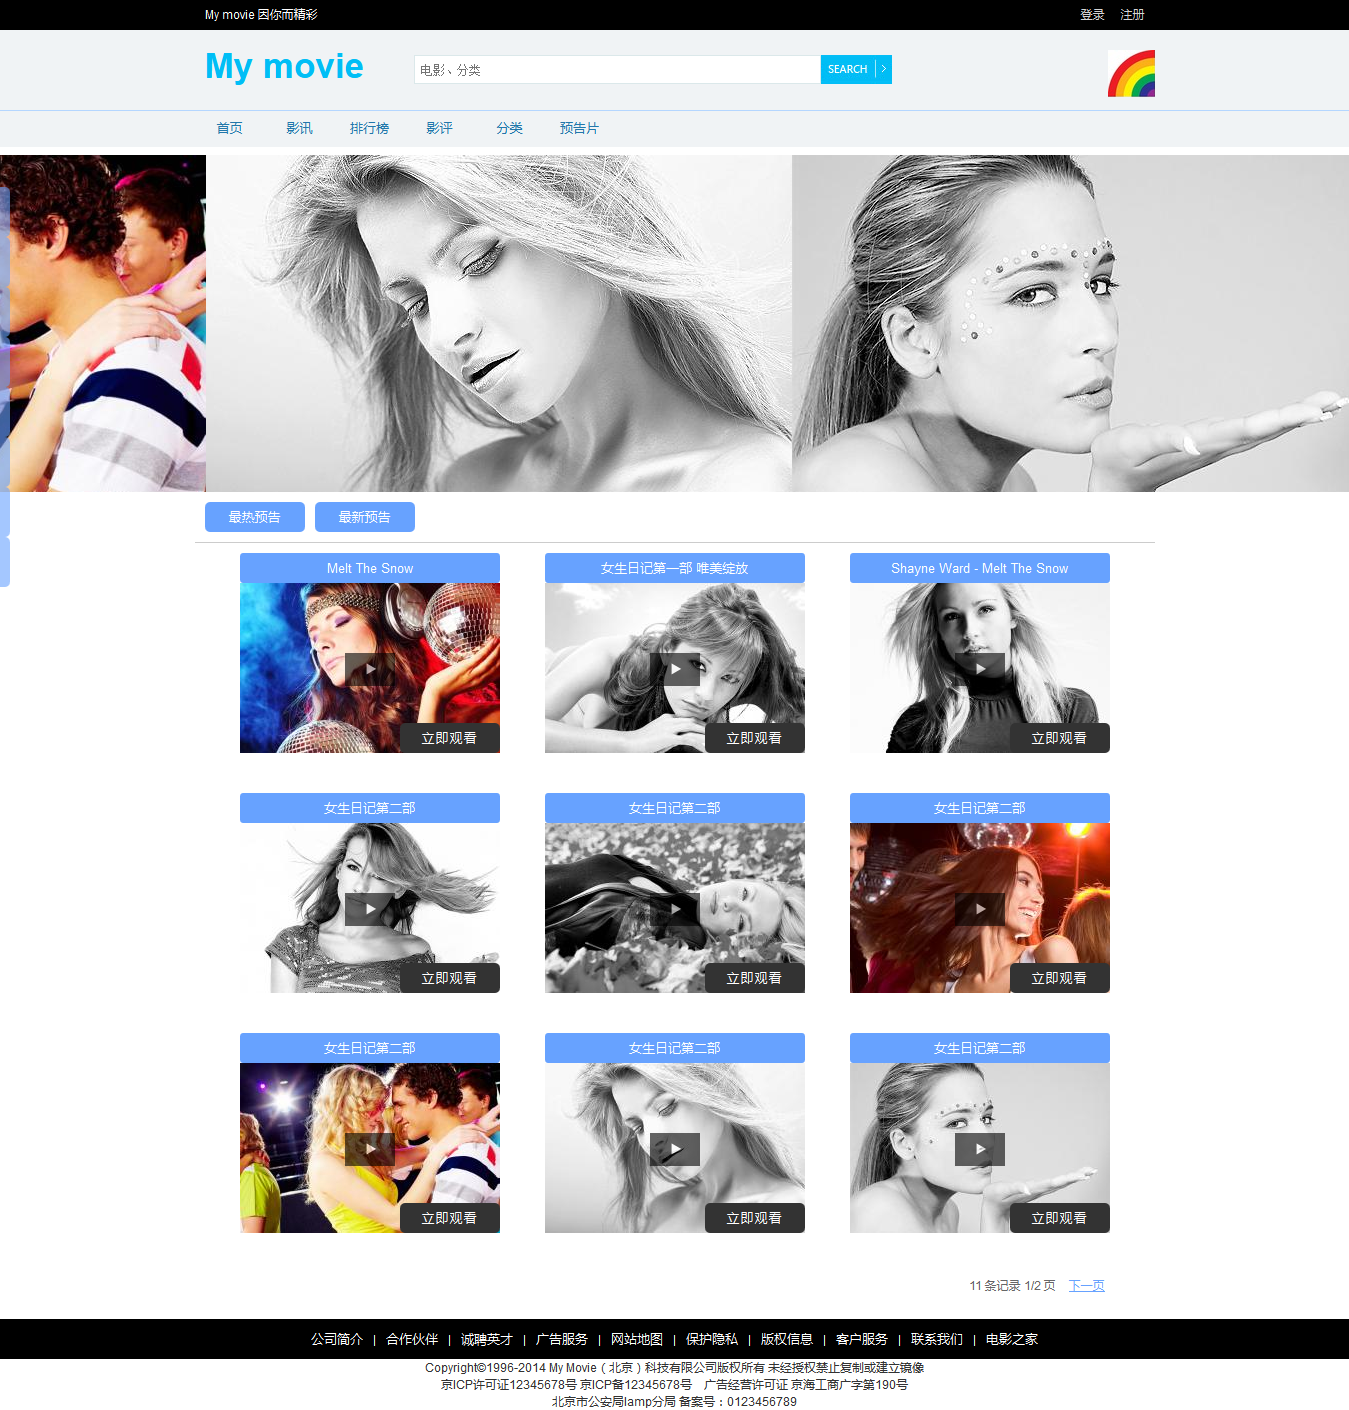 My movie 因你而精彩 登录 注册
My movie 电影、分类 SEARCH
首页 影讯 排行榜 影评 分类 预告片
最热预告 最新预告
Melt The Snow 女生日记第一部 唯美绽放 Shayne Ward - Melt The Snow
立即观看 立即观看 立即观看
女生日记第二部 女生日记第二部 女生日记第二部
立即观看 立即观看 立即观看
女生日记第二部 女生日记第二部 女生日记第二部
立即观看 立即观看 立即观看
11 条记录 1/2 页 下一页
公司简介 | 合作伙伴 | 诚聘英才 | 广告服务 | 网站地图 | 保护隐私 | 版权信息 | 客户服务 | 联系我们 | 电影之家
Copyright©1996-2014 My Movie（北京）科技有限公司版权所有 未经授权禁止复制或建立镜像
京ICP许可证12345678号 京ICP备12345678号 广告经营许可证 京海工商广字第190号
北京市公安局lamp分局 备案号：0123456789